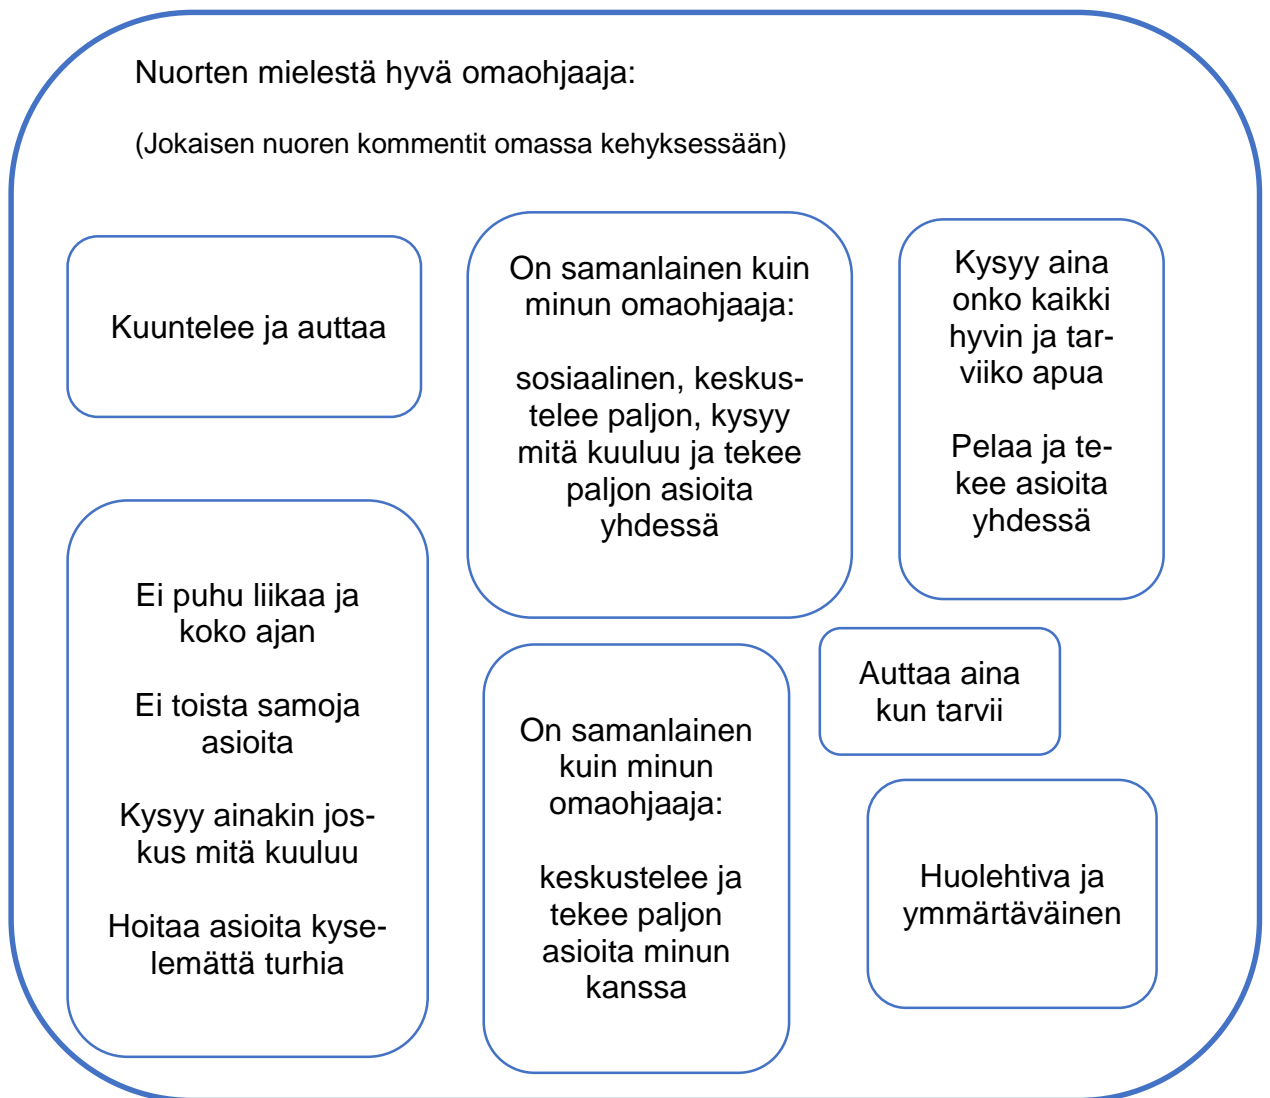 Nuorten mielestä hyvä omaohjaaja:
(Jokaisen nuoren kommentit omassa kehyksessään)
Kuuntelee ja auttaa
On samanlainen kuin
minun omaohjaaja:
sosiaalinen, keskus-
telee paljon, kysyy
mitä kuuluu ja tekee
paljon asioita
yhdessä
Kysyy aina
onko kaikki
hyvin ja tar-
viiko apua
Pelaa ja te-
kee asioita
yhdessä
Ei puhu liikaa ja
koko ajan
Ei toista samoja
asioita
Kysyy ainakin jos-
kus mitä kuuluu
Hoitaa asioita kyse-
lemättä turhia
On samanlainen
kuin minun
omaohjaaja:
keskustelee ja
tekee paljon
asioita minun
kanssa
Auttaa aina
kun tarvii
Huolehtiva ja
ymmärtäväinen